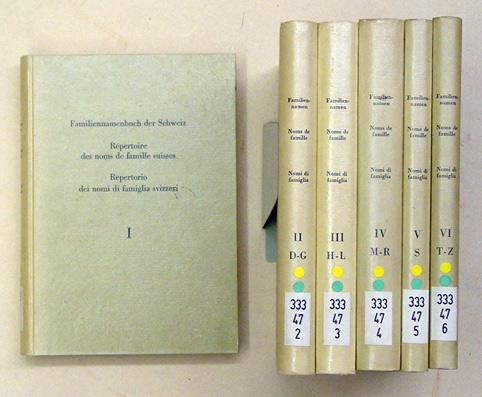 Familiennamenbuch der Schweiz
Répertoire
des noms de famille suisses
Repertorio
dei nomi di famiglia svizzeri
I
Familien-
namen
Noms de
famille
Nomi di
famiglia
II
D-G
333
47
2
Familien-
namen
Noms de
famille
Nomi di
famiglia
III
H-L
333
47
3
Familien-
namen
Noms de
famille
Nomi di
famiglia
IV
M-R
333
47
4
Familien-
namen
Noms de
famille
Nomi di
famiglia
V
S
333
47
5
Familien-
namen
Noms de
famille
Nomi di
famiglia
VI
T-Z
333
47
6